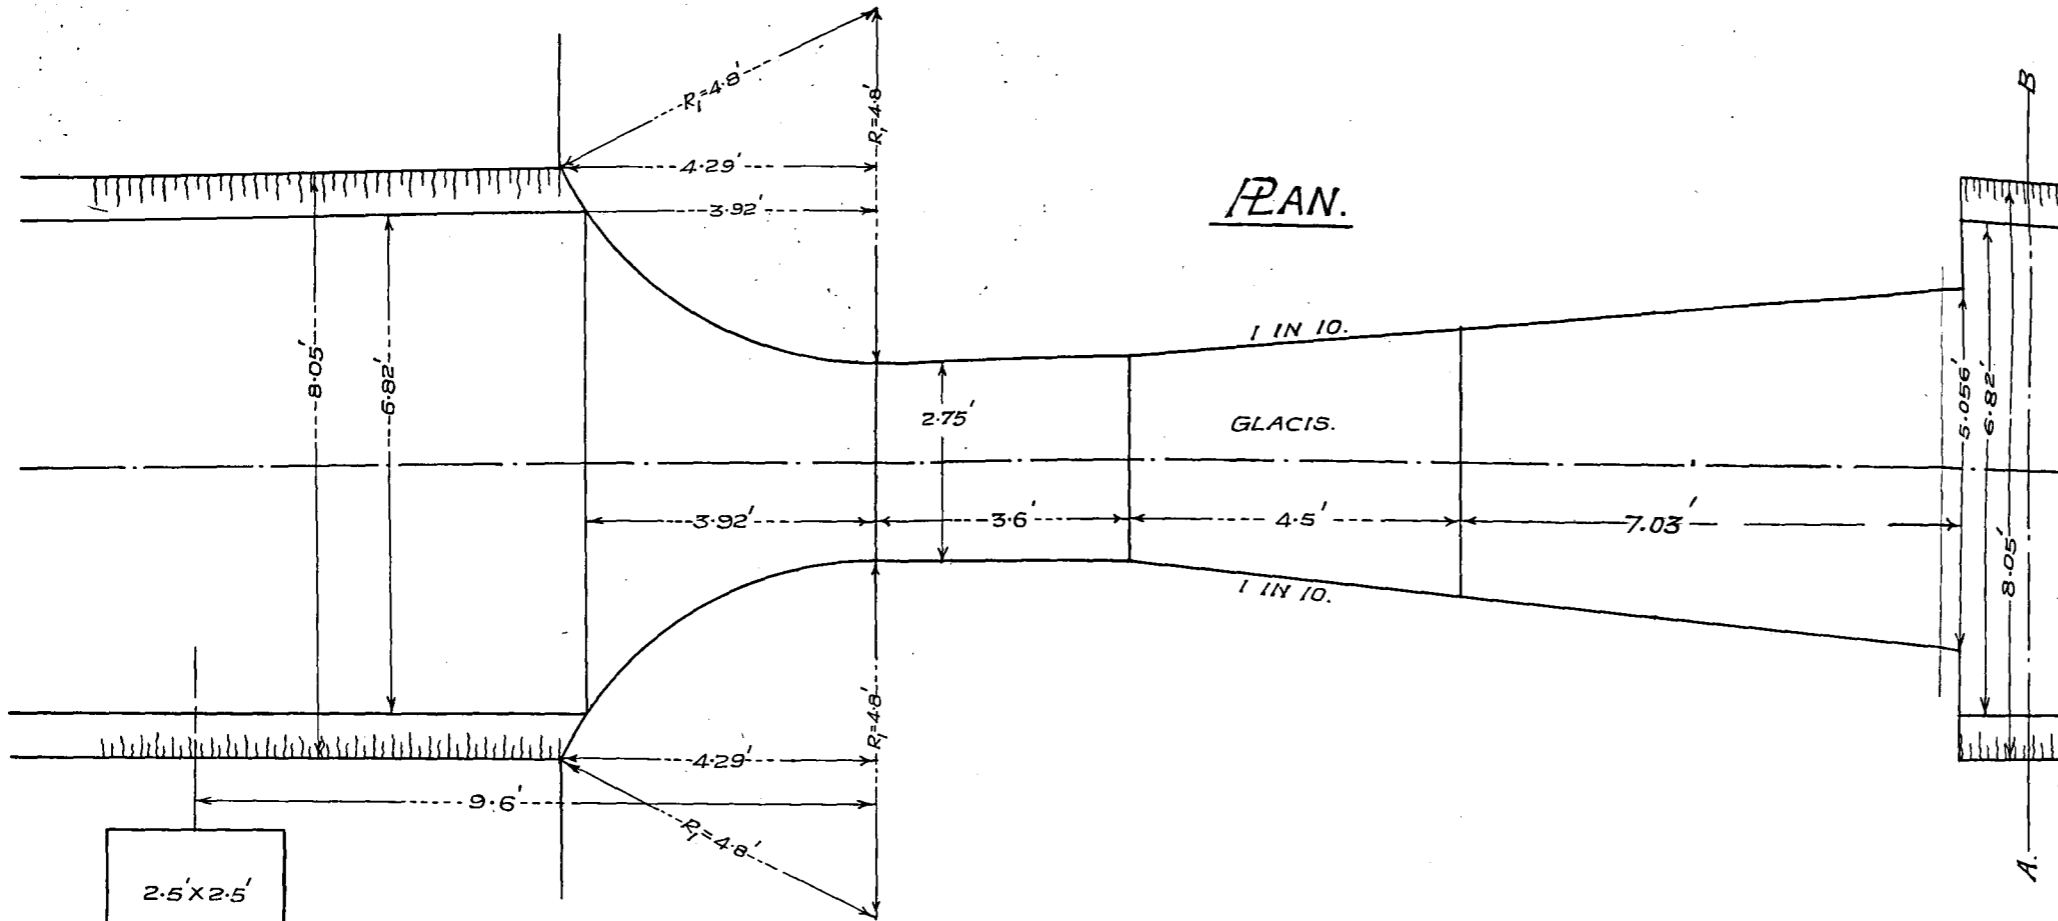 R₁=4.8'
R₁=4.8'
4.29'
3.92'
PLAN.
8.05'
6.82'
1 IN 10.
2.75'
GLACIS.
5.056'
6.82'
8.05'
B
3.92'
3.6'
4.5'
7.03'
1 IN 10.
4.29'
R₁=4.8'
9.6'
R₁=4.8'
2.5'X2.5'
A.